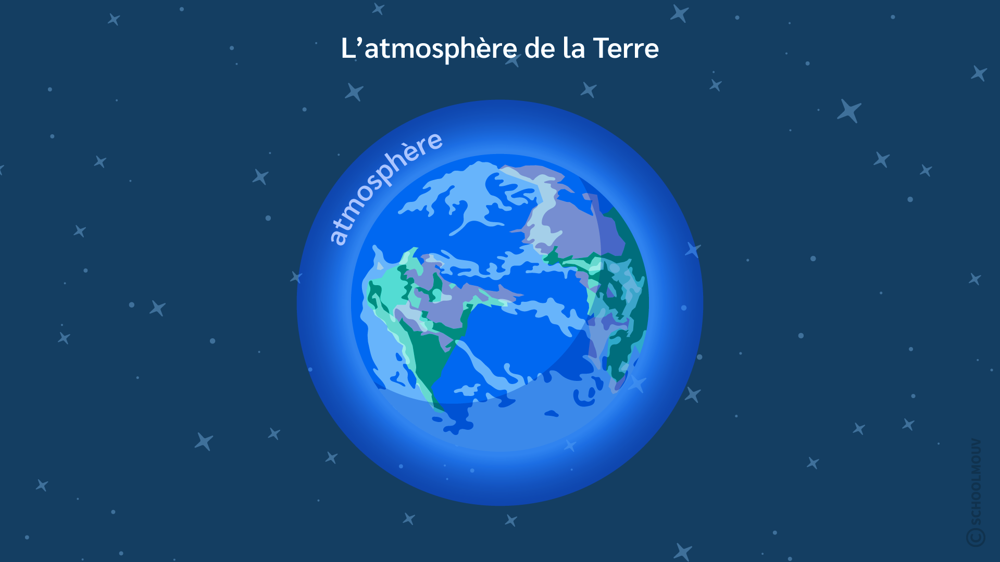 L’atmosphère de la Terre
atmosphère
© SCHOOLMOUV